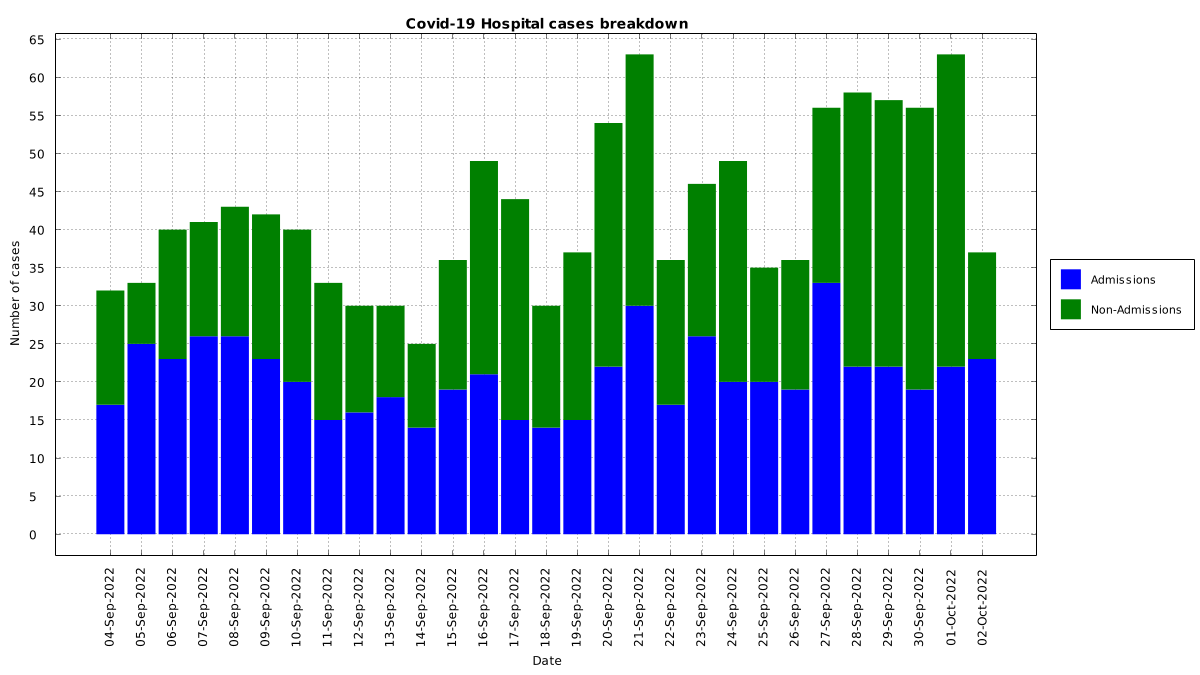 Covid-19 Hospital cases breakdown
65
60
55
50
45
40
35
30
25
20
15
10
5
0
Number of cases
Admissions
Non-Admissions
04-Sep-2022
05-Sep-2022
06-Sep-2022
07-Sep-2022
08-Sep-2022
09-Sep-2022
10-Sep-2022
11-Sep-2022
12-Sep-2022
13-Sep-2022
14-Sep-2022
15-Sep-2022
16-Sep-2022
17-Sep-2022
18-Sep-2022
19-Sep-2022
20-Sep-2022
21-Sep-2022
22-Sep-2022
23-Sep-2022
24-Sep-2022
25-Sep-2022
26-Sep-2022
27-Sep-2022
28-Sep-2022
29-Sep-2022
30-Sep-2022
01-Oct-2022
02-Oct-2022
Date